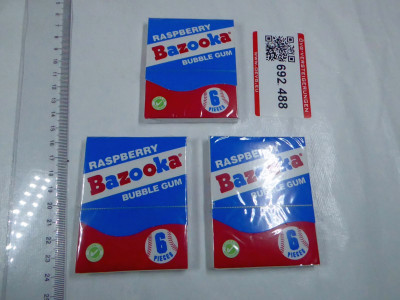 RASPBERRY
Bazooka
BUBBLE GUM
6
PIECES
692 488
RASPBERRY
Bazooka
BUBBLE GUM
6
PIECES
RASPBERRY
Bazooka
BUBBLE GUM
6
PIECES